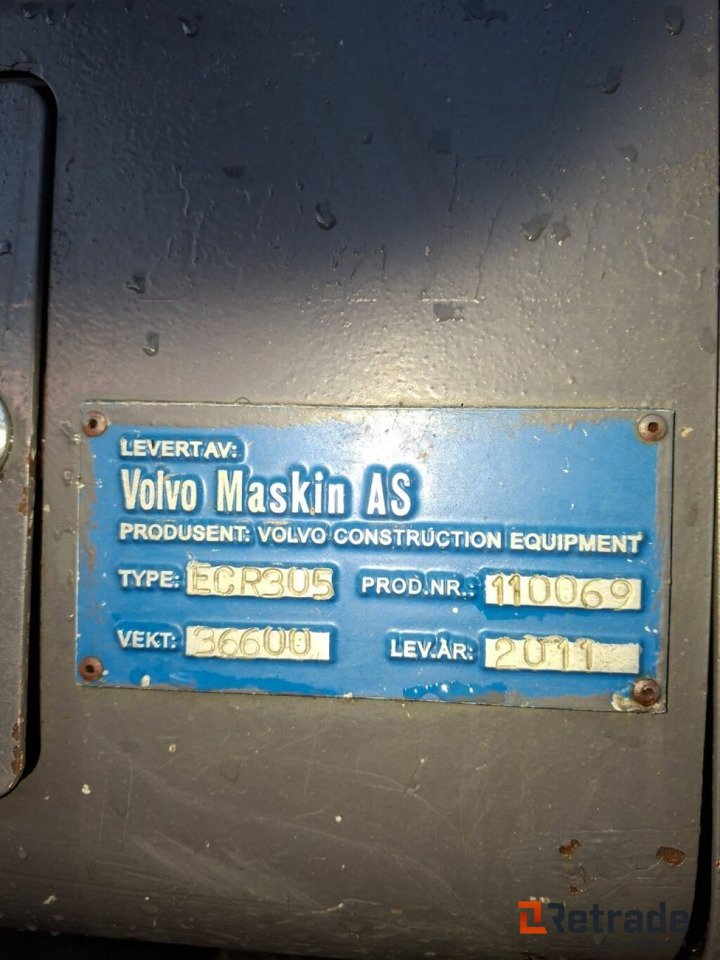 LEVERT AV:
Volvo Maskin AS
PRODUSENT: VOLVO CONSTRUCTION EQUIPMENT
TYPE: ECR305 PROD.NR.: 110069
VEKT: 36600 LEV.ÅR: 2011
Retrade